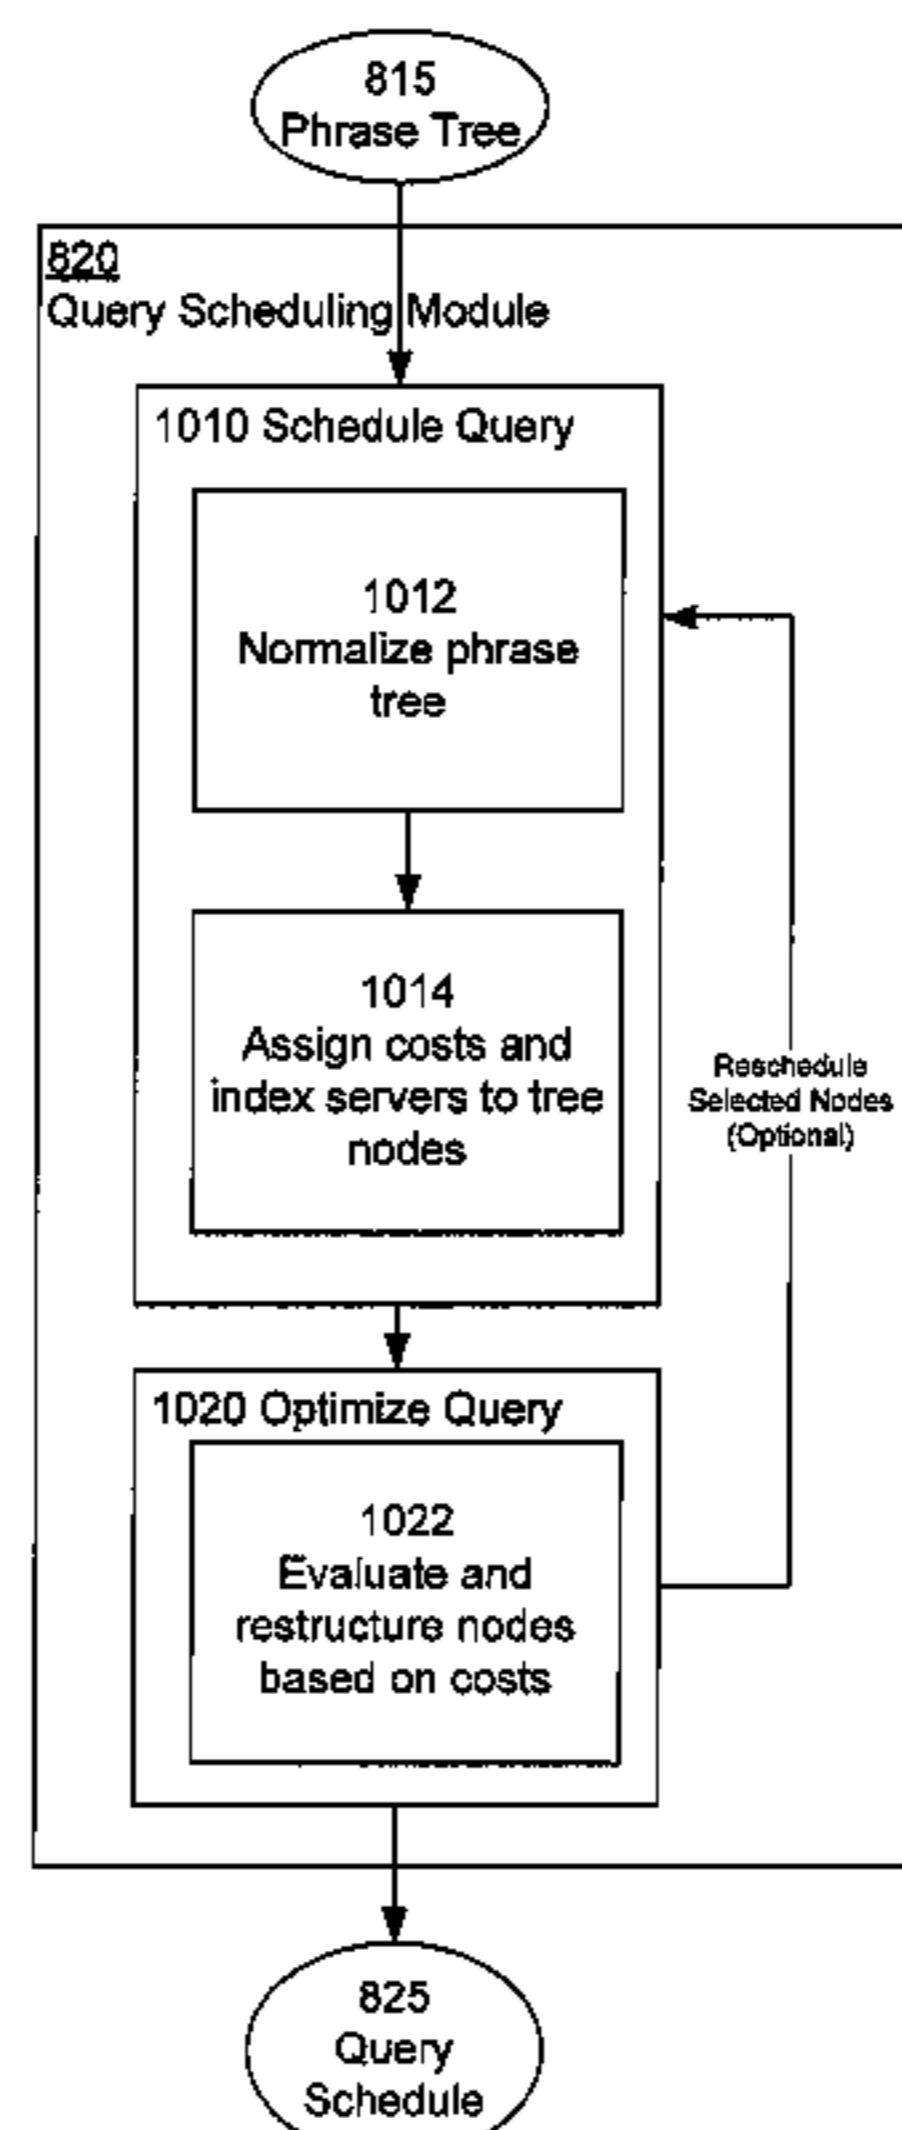 815
Phrase Tree
820
Query Scheduling Module
1010 Schedule Query
1012
Normalize phrase
tree
1014
Assign costs and
index servers to tree
nodes
Reschedule
Selected Nodes
(Optional)
1020 Optimize Query
1022
Evaluate and
restructure nodes
based on costs
825
Query
Schedule